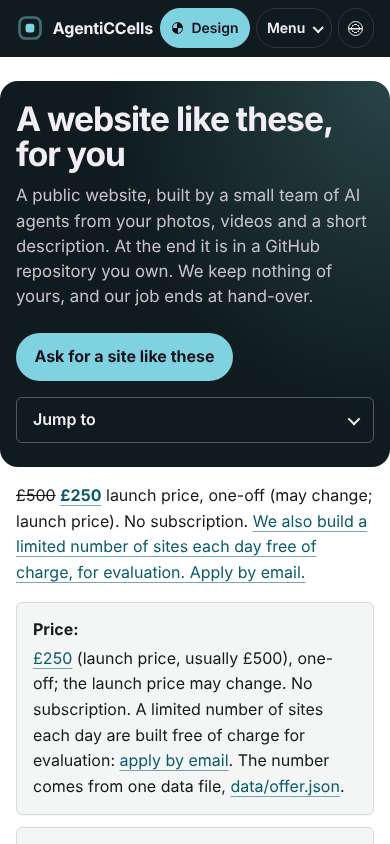 AgentiCCells
Design
Menu
A website like these,
for you
A public website, built by a small team of AI
agents from your photos, videos and a short
description. At the end it is in a GitHub
repository you own. We keep nothing of
yours, and our job ends at hand-over.
Ask for a site like these
Jump to
£500 £250 launch price, one-off (may change;
launch price). No subscription. We also build a
limited number of sites each day free of
charge, for evaluation. Apply by email.
Price:
£250 (launch price, usually £500), one-
off; the launch price may change. No
subscription. A limited number of sites
each day are built free of charge for
evaluation: apply by email. The number
comes from one data file, data/offer.json.